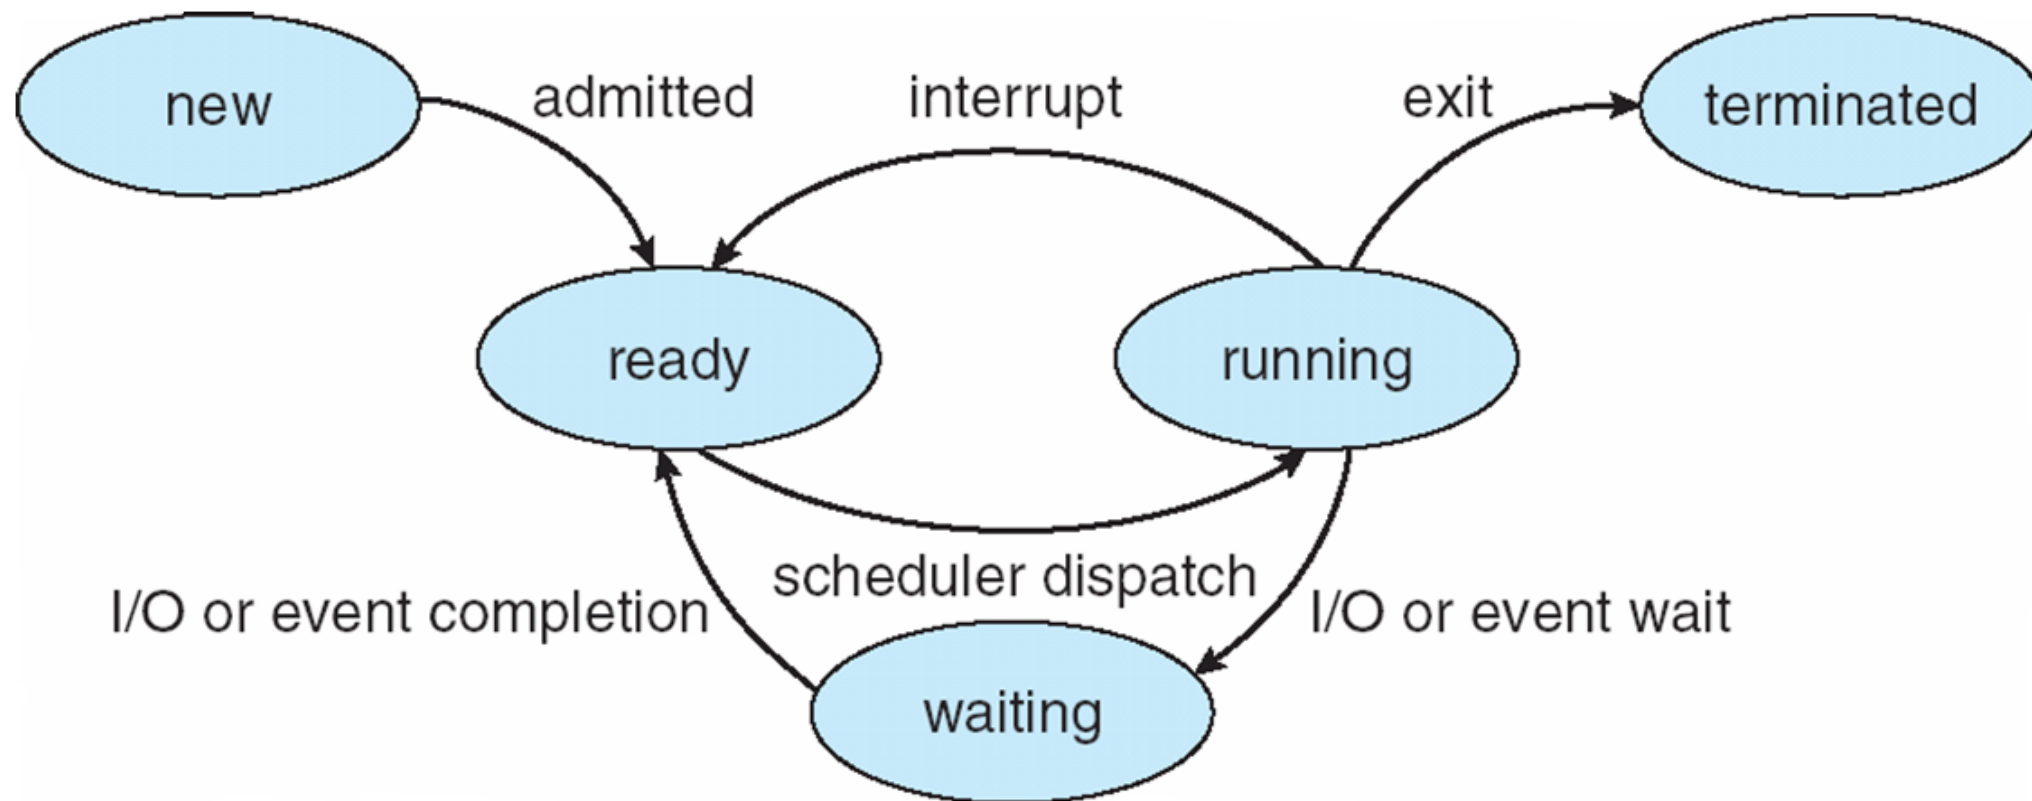 new
admitted
interrupt
exit
terminated
ready
running
scheduler dispatch
I/O or event completion
I/O or event wait
waiting